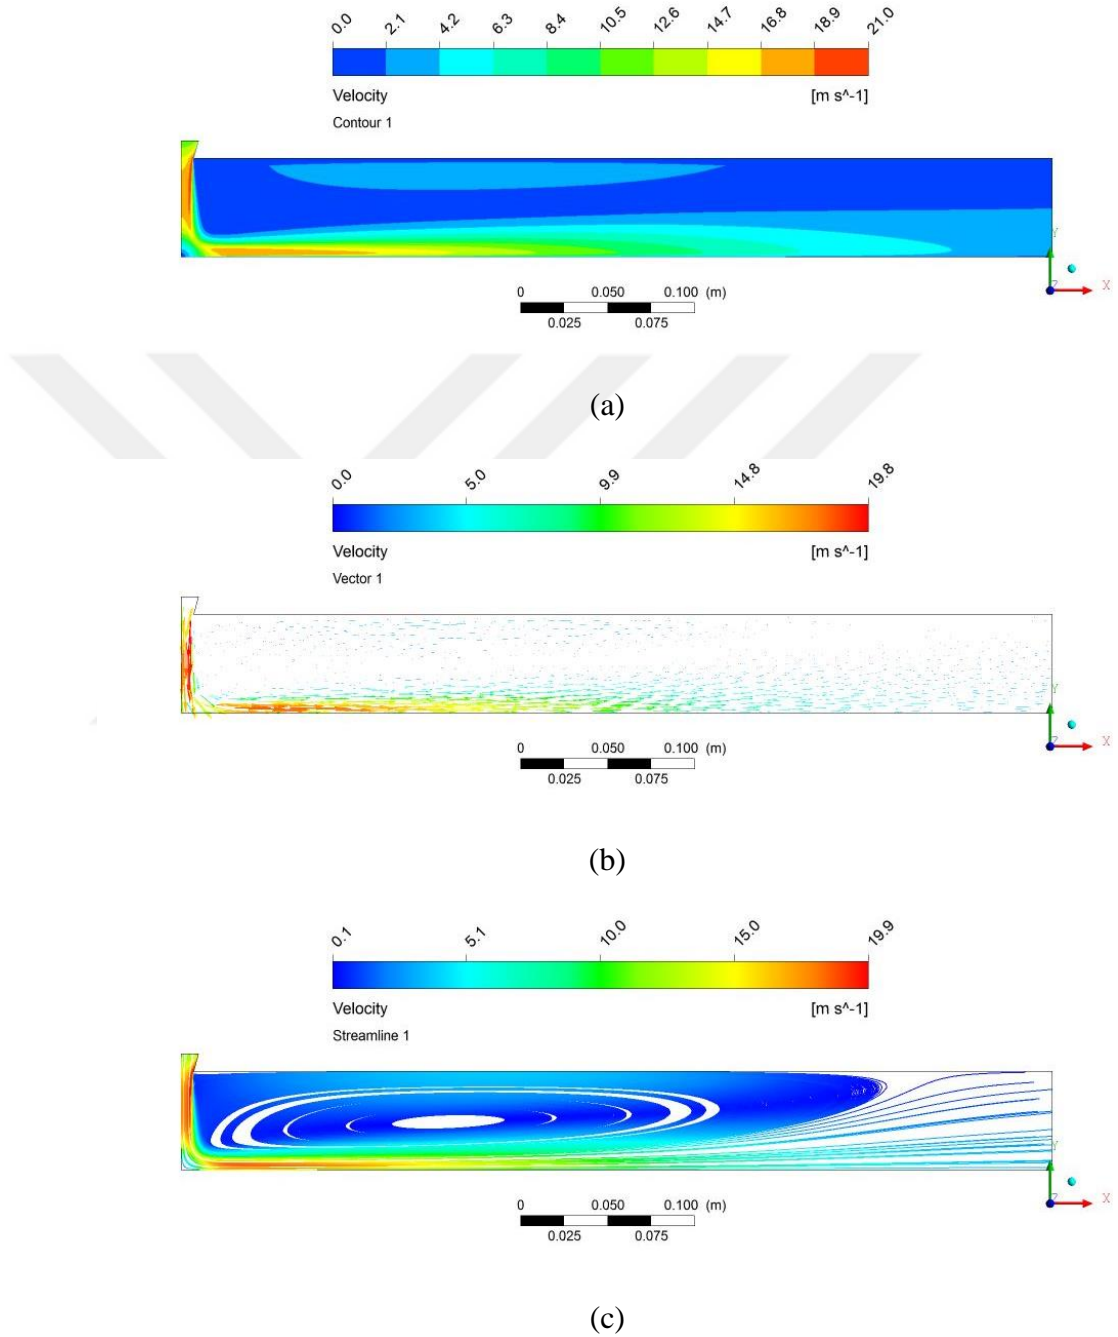 0.0 2.1 4.2 6.3 8.4 10.5 12.6 14.7 16.8 18.9 21.0
Velocity [m s^-1]
Contour 1
Y
Z X
0 0.050 0.100 (m)
0.025 0.075
(a)
0.0 5.0 9.9 14.8 19.8
Velocity [m s^-1]
Vector 1
Y
Z X
0 0.050 0.100 (m)
0.025 0.075
(b)
0.1 5.1 10.0 15.0 19.9
Velocity [m s^-1]
Streamline 1
Y
Z X
0 0.050 0.100 (m)
0.025 0.075
(c)